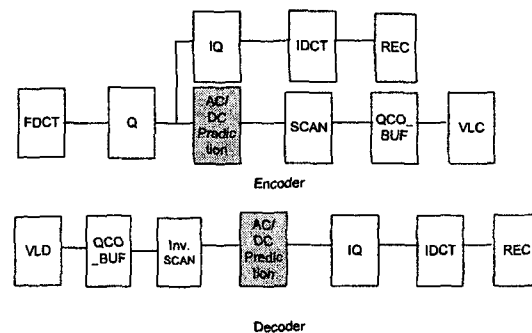 IQ
IDCT
REC
FDCT
Q
AC/
DC
Predic
tion
SCAN
QCO_
BUF
VLC
Encoder
VLD
QCO
_BUF
Inv.
SCAN
AC/
DC
Predic
tion
IQ
IDCT
REC
Decoder